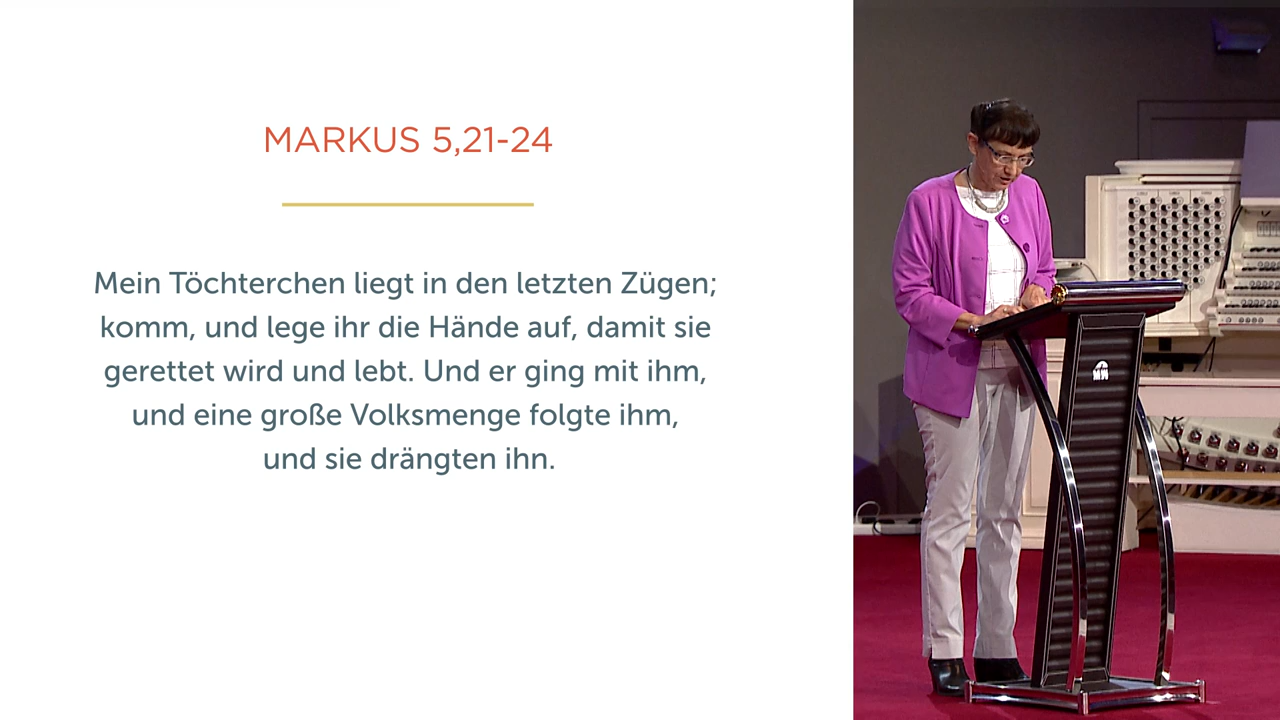 MARKUS 5,21-24
Mein Töchterchen liegt in den letzten Zügen;
komm, und lege ihr die Hände auf, damit sie
gerettet wird und lebt. Und er ging mit ihm,
und eine große Volksmenge folgte ihm,
und sie drängten ihn.